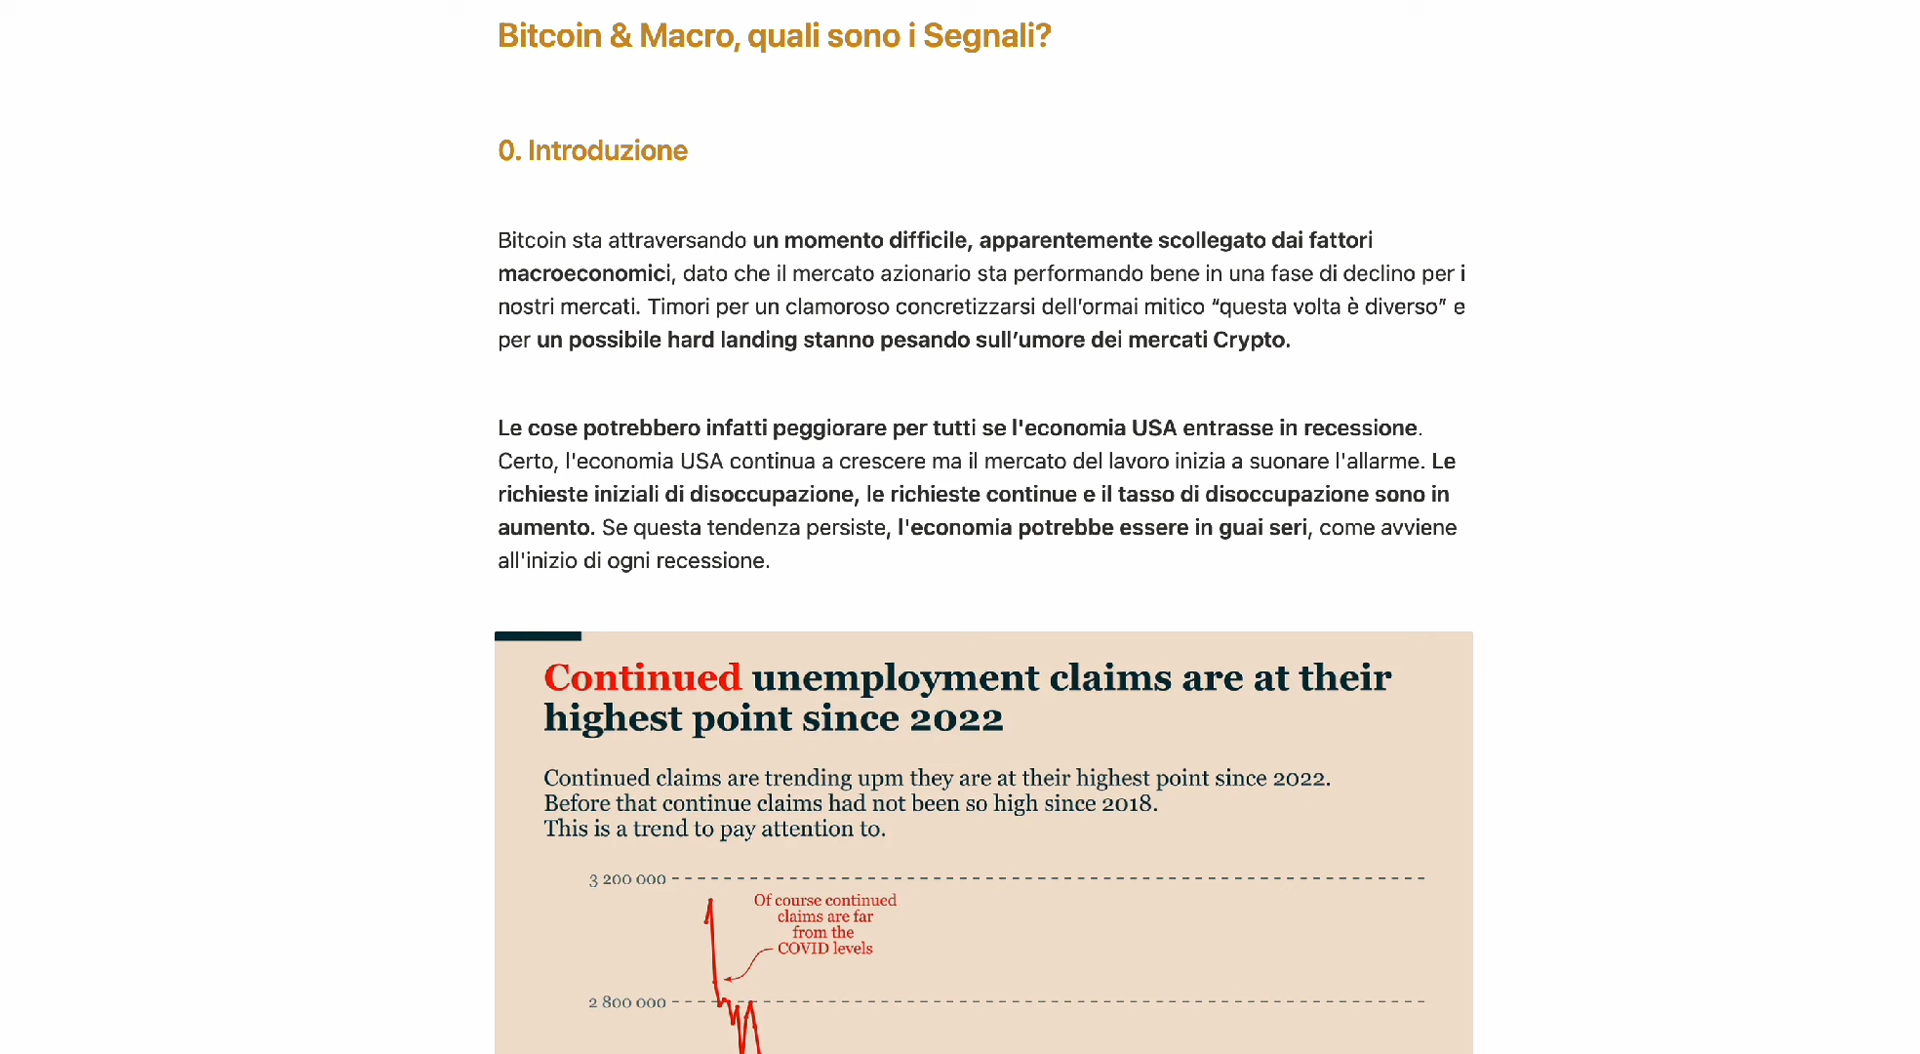 Bitcoin & Macro, quali sono i Segnali?
0. Introduzione
Bitcoin sta attraversando un momento difficile, apparentemente scollegato dai fattori
macroeconomici, dato che il mercato azionario sta performando bene in una fase di declino per i
nostri mercati. Timori per un clamoroso concretizzarsi dell’ormai mitico “questa volta è diverso” e
per un possibile hard landing stanno pesando sull’umore dei mercati Crypto.
Le cose potrebbero infatti peggiorare per tutti se l'economia USA entrasse in recessione.
Certo, l'economia USA continua a crescere ma il mercato del lavoro inizia a suonare l'allarme. Le
richieste iniziali di disoccupazione, le richieste continue e il tasso di disoccupazione sono in
aumento. Se questa tendenza persiste, l'economia potrebbe essere in guai seri, come avviene
all'inizio di ogni recessione.
Continued unemployment claims are at their
highest point since 2022
Continued claims are trending upm they are at their highest point since 2022.
Before that continue claims had not been so high since 2018.
This is a trend to pay attention to.
3 200 000
Of course continued
claims are far
from the
COVID levels
2 800 000